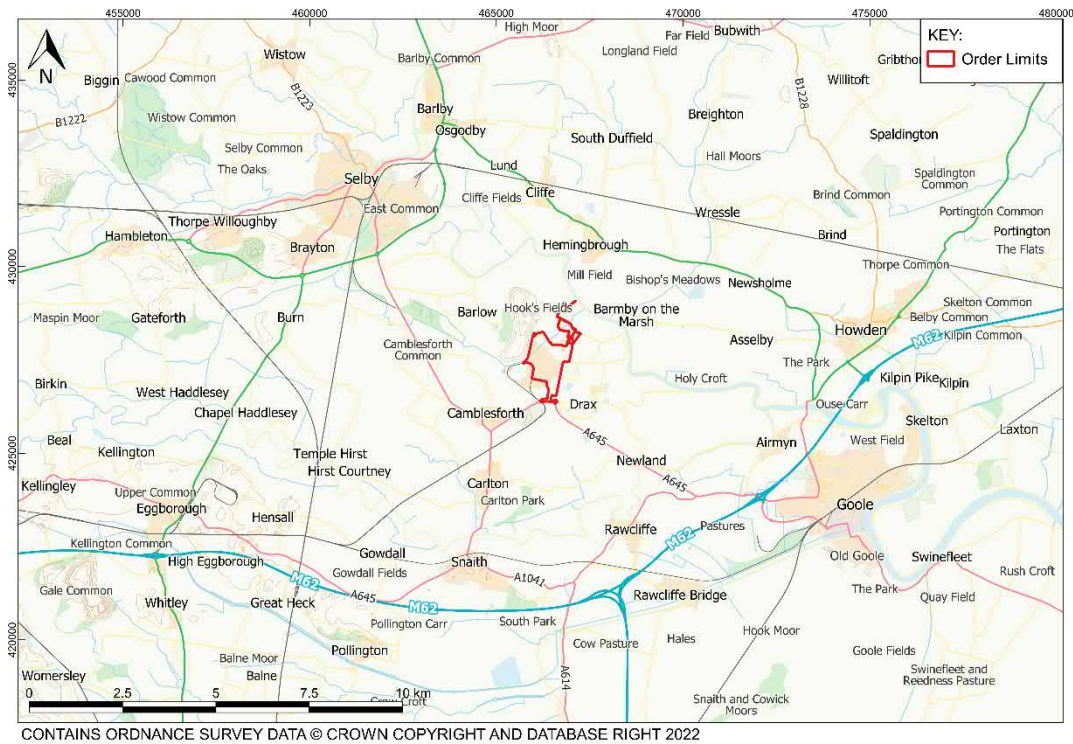 455000 460000 465000 470000 475000 480000
KEY:
Order Limits
N
435000
430000
425000
420000
High Moor
Far Field
Bubwith
Longland Field
Wistow
Barlby Common
Biggin
Cawood Common
B1223
Willitoft
B1228
B1222
Wistow Common
Barlby
Osgodby
Breighton
South Duffield
Spaldington
Selby Common
The Oaks
Hall Moors
Lund
Selby
Cliffe
Spaldington
Common
East Common
Cliffe Fields
Brind Common
Thorpe Willoughby
Wressle
Portington Common
Hambleton
Brayton
Hemingbrough
Brind
Portington
The Flats
Mill Field
Bishop's Meadows
Newsholme
Thorpe Common
Maspin Moor
Gateforth
Burn
Barlow
Hook's Fields
Barmby on the
Marsh
Skelton Common
Belby Common
Howden
Asselby
Kilpin Common
M62
Camblesforth
Common
The Park
Birkin
West Haddlesey
Holy Croft
Kilpin Pike
Kilpin
Chapel Haddlesey
Camblesforth
Drax
Ouse Carr
Skelton
Beal
Kellington
Temple Hirst
Hirst Courtney
A645
Airmyn
West Field
Laxton
Kellingley
Upper Common
Eggborough
Carlton
Newland
A645
Carlton Park
Goole
Hensall
Rawcliffe
Pastures
M62
Kellington Common
Gowdall
Old Goole
Swinefleet
High Eggborough
Gowdall Fields
Snaith
A1041
The Park
Rush Croft
Gale Common
M62
Whitley
Great Heck
A645
M62
Rawcliffe Bridge
Quay Field
Pollington Carr
South Park
Cow Pasture
Hales
Hook Moor
Balne Moor
Pollington
Goole Fields
Womersley
Balne
A614
Snaith and Cowick
Moors
Swinefleet and
Reedness Pasture
0 2.5 5 7.5 10 km
CONTAINS ORDNANCE SURVEY DATA © CROWN COPYRIGHT AND DATABASE RIGHT 2022